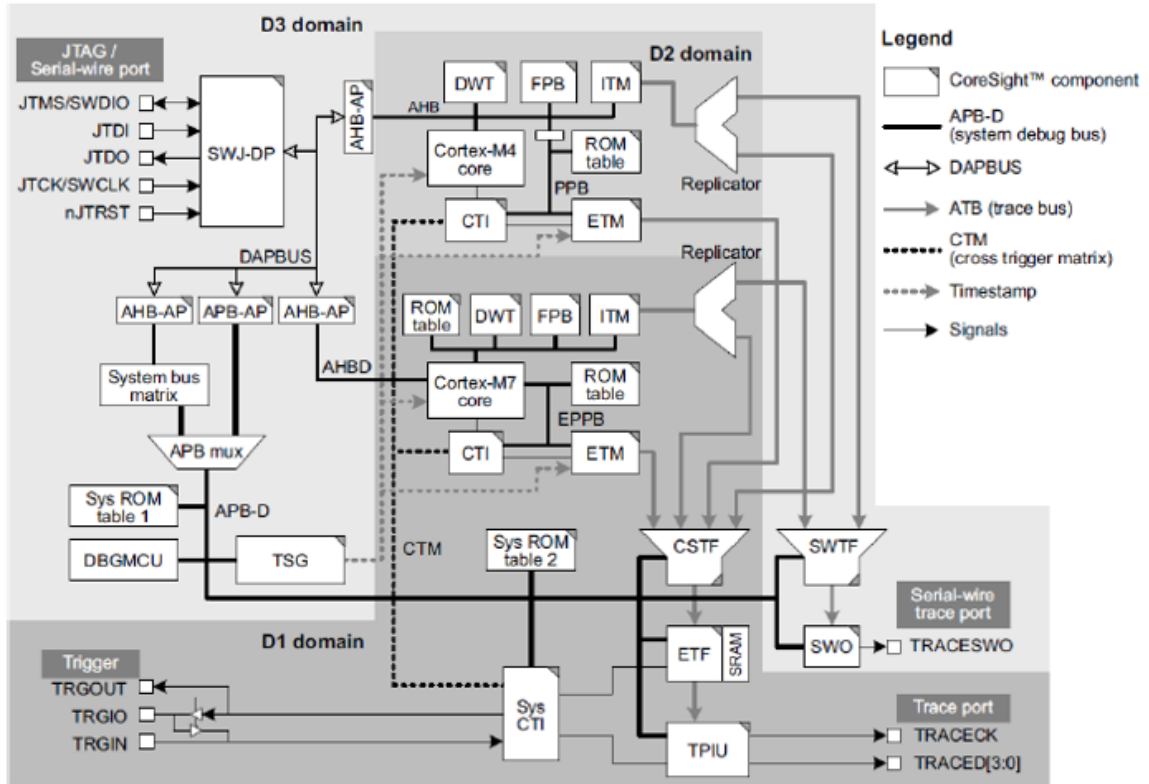 D3 domain
JTAG /
Serial-wire port
JTMS/SWDIO
JTDI
JTDO
JTCK/SWCLK
nJTRST
SWJ-DP
AHB-AP
AHB
D2 domain
DWT
FPB
ITM
Cortex-M4
core
ROM
table
PPB
CTI
ETM
Replicator
Legend
CoreSight™ component
APB-D
(system debug bus)
DAPBUS
ATB (trace bus)
CTM
(cross trigger matrix)
Timestamp
Signals
DAPBUS
AHB-AP
APB-AP
AHB-AP
System bus
matrix
APB mux
AHBD
Replicator
ROM
table
DWT
FPB
ITM
Cortex-M7
core
ROM
table
EPPB
CTI
ETM
Sys ROM
table 1
APB-D
DBGMCU
TSG
CTM
Sys ROM
table 2
CSTF
SWTF
Serial-wire
trace port
SWO
TRACESWO
D1 domain
Trigger
TRGOUT
TRGIO
TRGIN
Sys
CTI
ETF
SRAM
TPIU
Trace port
TRACECK
TRACED[3:0]